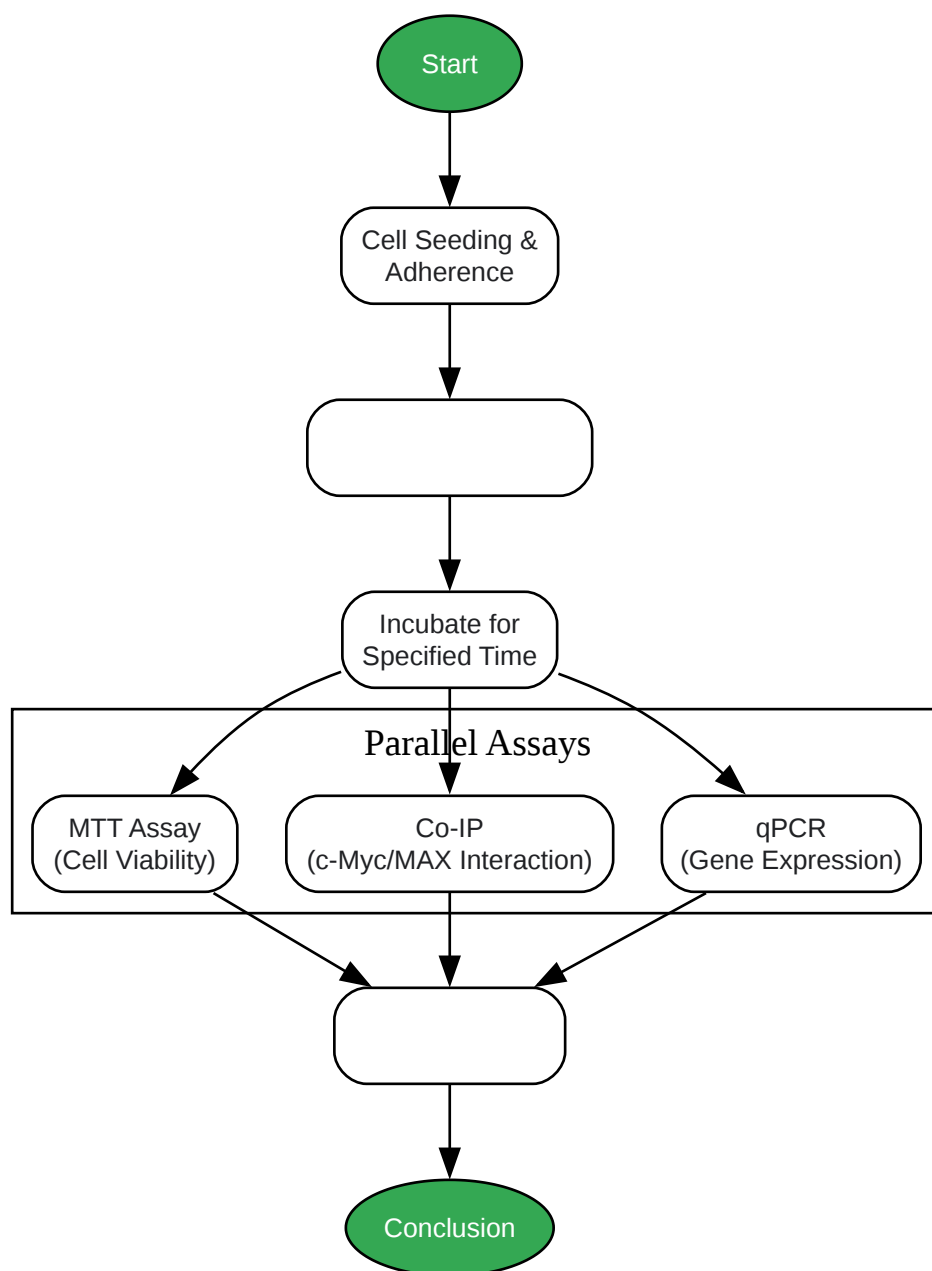 Start
Cell Seeding &
Adherence
Incubate for
Specified Time
Parallel Assays
MTT Assay
(Cell Viability)
Co-IP
(c-Myc/MAX Interaction)
qPCR
(Gene Expression)
Conclusion